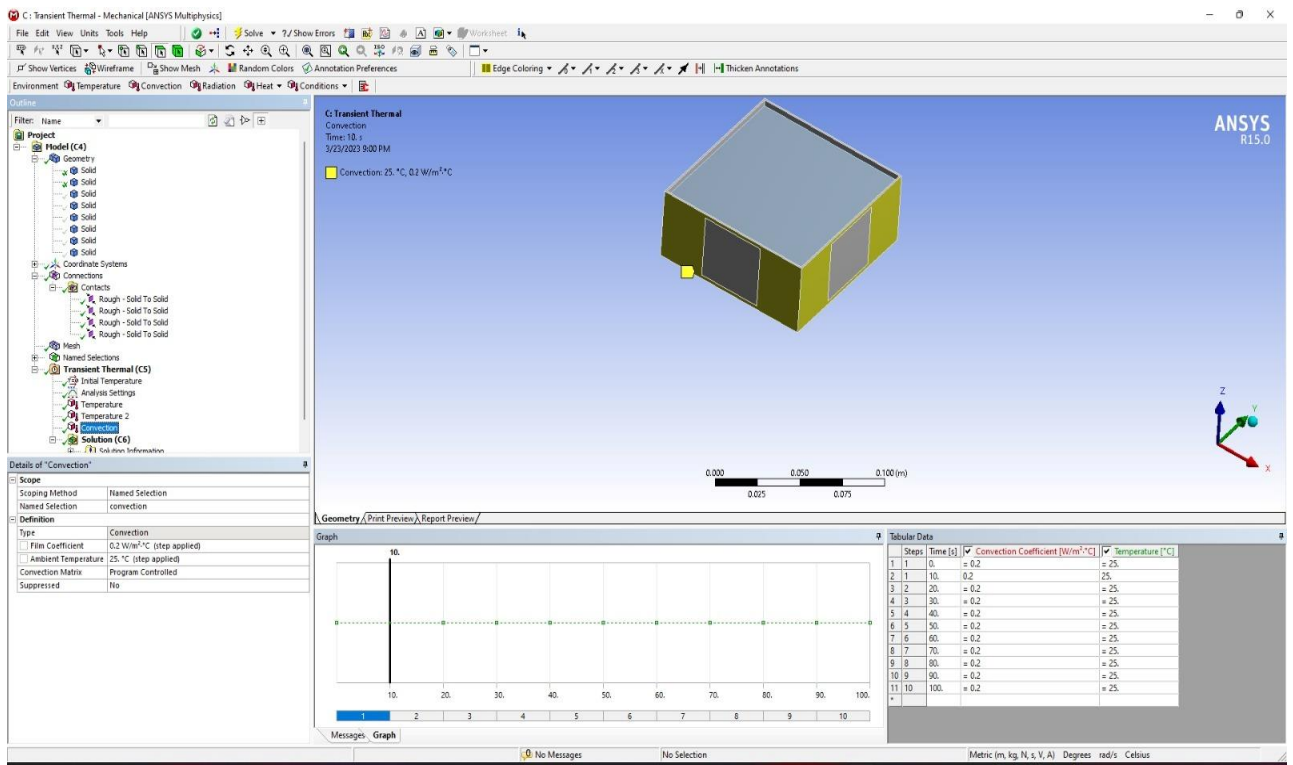 C : Transient Thermal - Mechanical [ANSYS Multiphysics]
File Edit View Units Tools Help Solve ?/ Show Errors Worksheet
Show Vertices Wireframe Show Mesh Random Colors Annotation Preferences Edge Coloring Thicken Annotations
Environment Temperature Convection Radiation Heat Conditions
Outline
Filter: Name
Project
Model (C4)
Geometry
Solid
Solid
Solid
Solid
Solid
Solid
Solid
Solid
Coordinate Systems
Connections
Contacts
Rough - Solid To Solid
Rough - Solid To Solid
Rough - Solid To Solid
Rough - Solid To Solid
Mesh
Named Selections
Transient Thermal (C5)
Initial Temperature
Analysis Settings
Temperature
Temperature 2
Convection
Solution (C6)
Solution Information
C: Transient Thermal
Convection
Time: 10. s
3/23/2023 9:00 PM
Convection: 25. °C, 0.2 W/m²·°C
ANSYS
R15.0
Z
Y
X
0.000 0.050 0.100 (m)
0.025 0.075
Geometry Print Preview Report Preview
Details of "Convection"
Scope
Scoping Method Named Selection
Named Selection convection
Definition
Type Convection
Film Coefficient 0.2 W/m²·°C (step applied)
Ambient Temperature 25. °C (step applied)
Convection Matrix Program Controlled
Suppressed No
Graph
10.
10. 20. 30. 40. 50. 60. 70. 80. 90. 100.
1 2 3 4 5 6 7 8 9 10
Messages Graph
Tabular Data
Steps Time [s] Convection Coefficient [W/m²·°C] Temperature [°C]
1 1 0. = 0.2 = 25.
2 1 10. 0.2 25.
3 2 20. = 0.2 = 25.
4 3 30. = 0.2 = 25.
5 4 40. = 0.2 = 25.
6 5 50. = 0.2 = 25.
7 6 60. = 0.2 = 25.
8 7 70. = 0.2 = 25.
9 8 80. = 0.2 = 25.
10 9 90. = 0.2 = 25.
11 10 100. = 0.2 = 25.
*
No Messages No Selection Metric (m, kg, N, s, V, A) Degrees rad/s Celsius